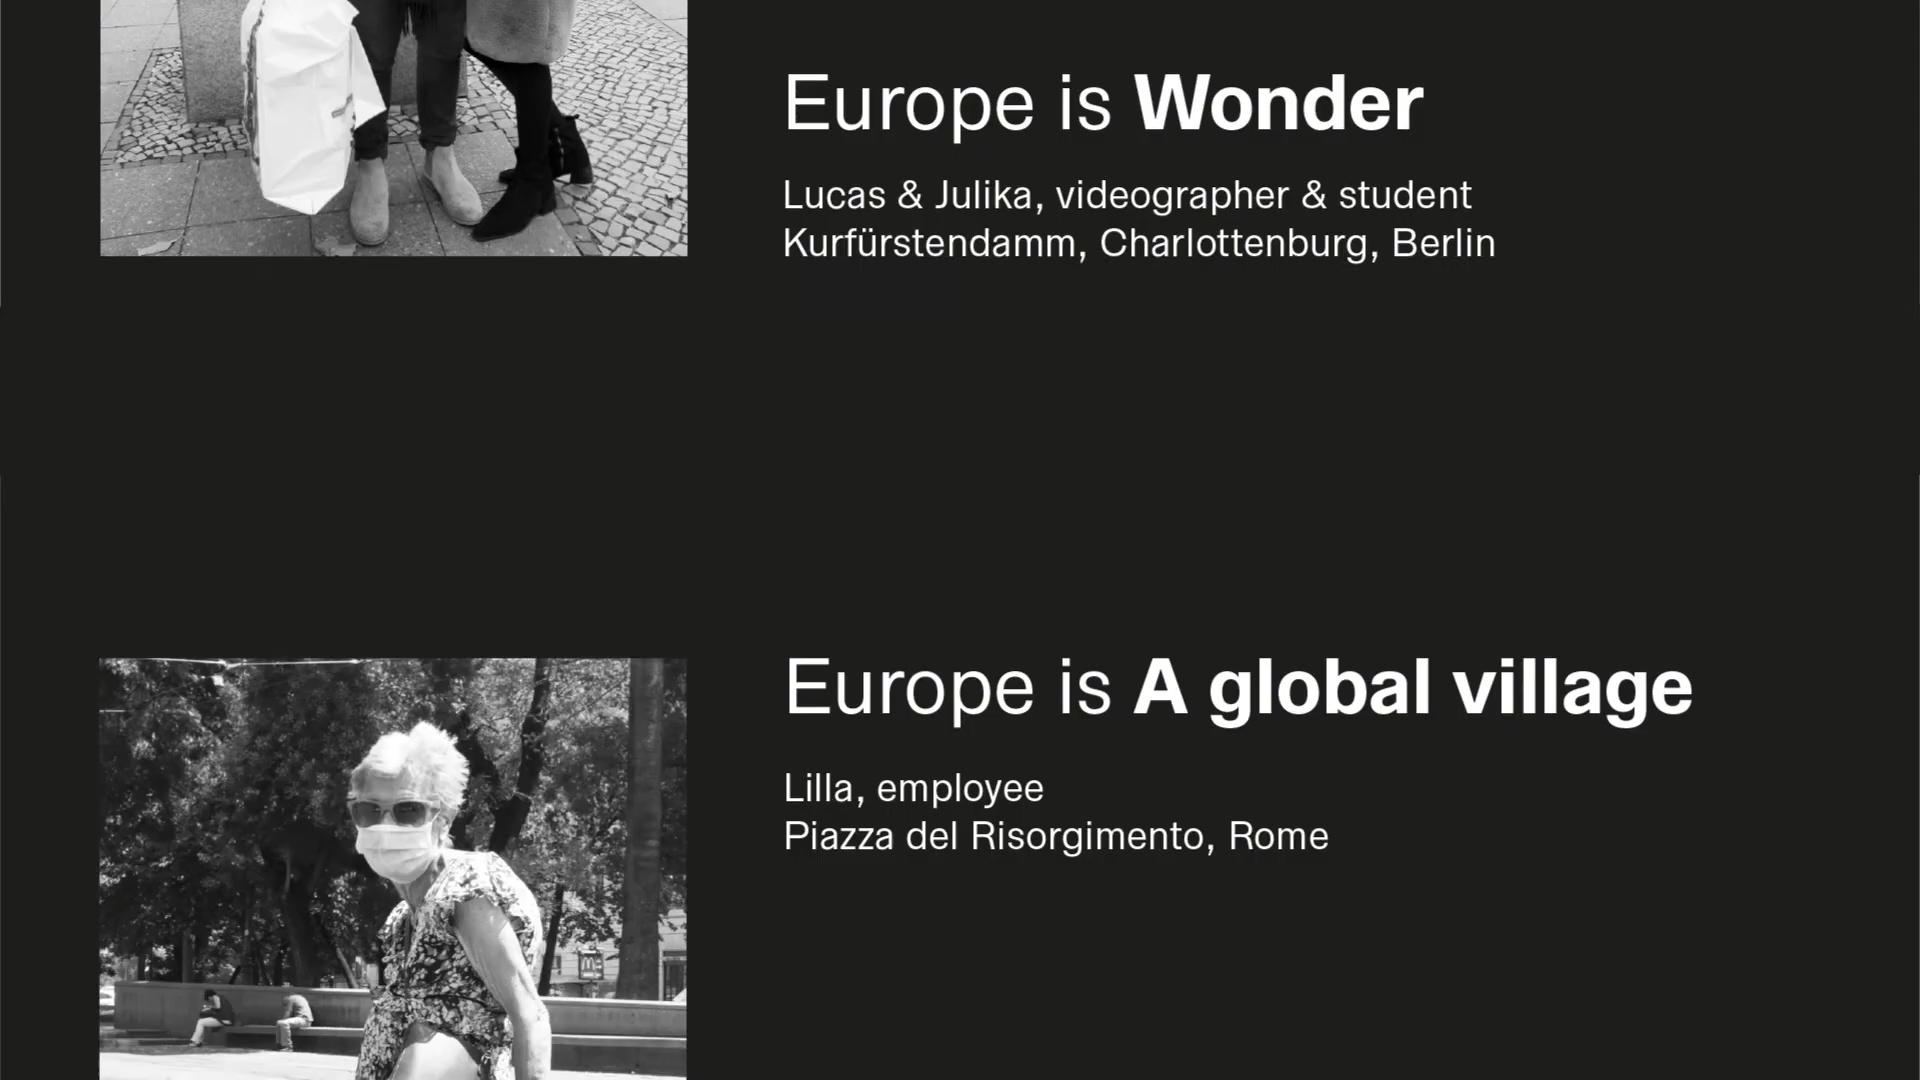 Europe is Wonder
Lucas & Julika, videographer & student
Kurfürstendamm, Charlottenburg, Berlin
Europe is A global village
Lilla, employee
Piazza del Risorgimento, Rome